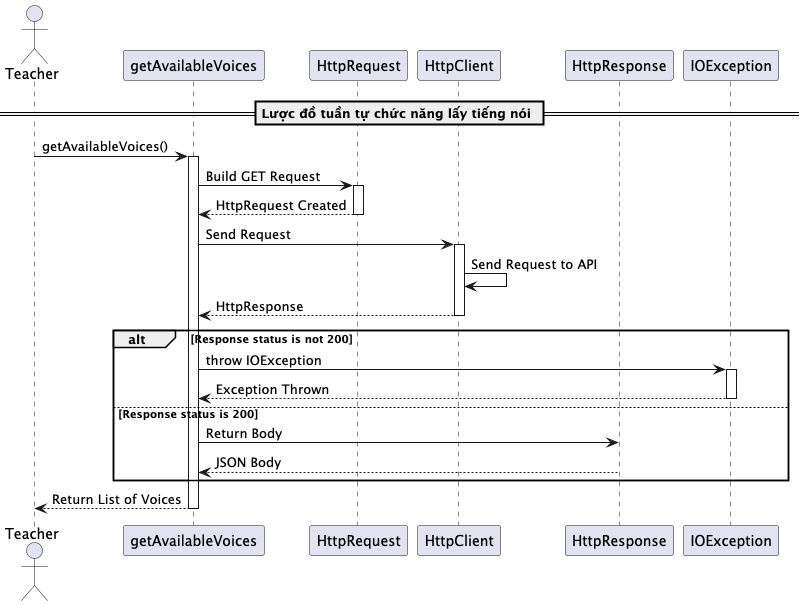 Teacher
getAvailableVoices
HttpRequest
HttpClient
HttpResponse
IOException
Lược đồ tuần tự chức năng lấy tiếng nói
getAvailableVoices()
Build GET Request
HttpRequest Created
Send Request
Send Request to API
HttpResponse
alt
[Response status is not 200]
throw IOException
Exception Thrown
[Response status is 200]
Return Body
JSON Body
Return List of Voices
Teacher
getAvailableVoices
HttpRequest
HttpClient
HttpResponse
IOException